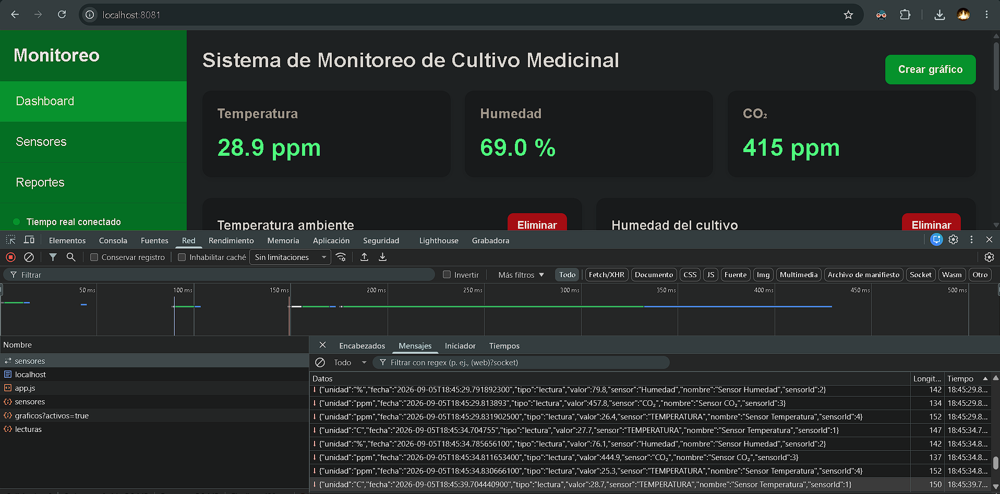 localhost:8081
Monitoreo
Dashboard
Sensores
Reportes
Tiempo real conectado
Sistema de Monitoreo de Cultivo Medicinal
Crear gráfico
Temperatura
28.9 ppm
Humedad
69.0 %
CO₂
415 ppm
Temperatura ambiente
Eliminar
Humedad del cultivo
Eliminar
Elementos Consola Fuentes Red Rendimiento Memoria Aplicación Seguridad Lighthouse Grabadora
Conservar registro Inhabilitar caché Sin limitaciones
Filtrar Invertir Más filtros Todo Fetch/XHR Documento CSS JS Fuente Img Multimedia Archivo de manifiesto Socket Wasm Otro
50 ms 100 ms 150 ms 200 ms 250 ms 300 ms 350 ms 400 ms 450 ms 500 ms
Nombre
sensores
localhost
app.js
sensores
graficos?activos=true
lecturas
Encabezados Mensajes Iniciador Tiempos
Todo Filtrar con regex (p. ej., (web)?socket)
Datos Longit... Tiempo
{"unidad":"%","fecha":"2026-09-05T18:45:29.791892300","tipo":"lectura","valor":79.8,"sensor":"Humedad","nombre":"Sensor Humedad","sensorId":2} 142 18:45:29.8...
{"unidad":"ppm","fecha":"2026-09-05T18:45:29.813893","tipo":"lectura","valor":457.8,"sensor":"CO₂","nombre":"Sensor CO₂","sensorId":3} 134 18:45:29.8...
{"unidad":"ppm","fecha":"2026-09-05T18:45:29.831902500","tipo":"lectura","valor":26.4,"sensor":"TEMPERATURA","nombre":"Sensor Temperatura","sensorId":4} 152 18:45:29.8...
{"unidad":"C","fecha":"2026-09-05T18:45:34.704755","tipo":"lectura","valor":27.7,"sensor":"TEMPERATURA","nombre":"Sensor Temperatura","sensorId":1} 147 18:45:34.7...
{"unidad":"%","fecha":"2026-09-05T18:45:34.785656100","tipo":"lectura","valor":76.1,"sensor":"Humedad","nombre":"Sensor Humedad","sensorId":2} 142 18:45:34.8...
{"unidad":"ppm","fecha":"2026-09-05T18:45:34.811653400","tipo":"lectura","valor":444.9,"sensor":"CO₂","nombre":"Sensor CO₂","sensorId":3} 137 18:45:34.8...
{"unidad":"ppm","fecha":"2026-09-05T18:45:34.830666100","tipo":"lectura","valor":25.3,"sensor":"TEMPERATURA","nombre":"Sensor Temperatura","sensorId":4} 152 18:45:34.8...
{"unidad":"C","fecha":"2026-09-05T18:45:39.704440900","tipo":"lectura","valor":28.7,"sensor":"TEMPERATURA","nombre":"Sensor Temperatura","sensorId":1} 150 18:45:39.7...